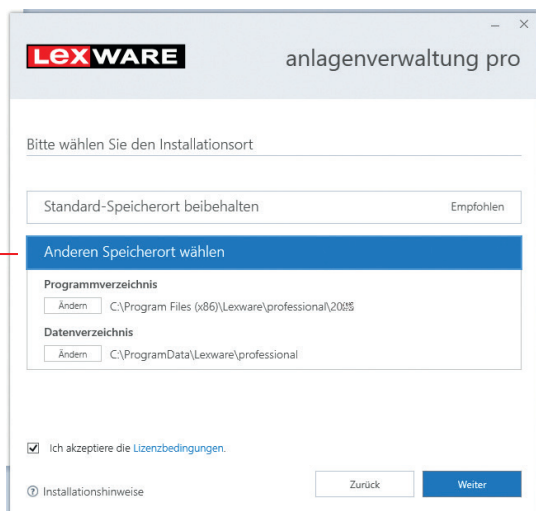 LEXWARE
anlagenverwaltung pro
Bitte wählen Sie den Installationsort
Standard-Speicherort beibehalten Empfohlen
Anderen Speicherort wählen
Programmverzeichnis
Ändern C:\Program Files (x86)\Lexware\professional\
Datenverzeichnis
Ändern C:\ProgramData\Lexware\professional
Ich akzeptiere die Lizenzbedingungen.
Installationshinweise Zurück Weiter